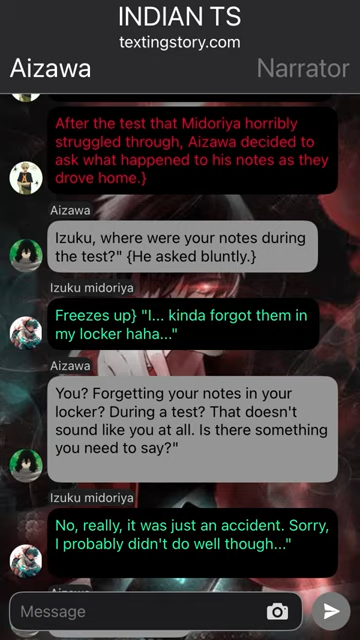 INDIAN TS
textingstory.com
Aizawa
Narrator
After the test that Midoriya horribly
struggled through, Aizawa decided to
ask what happened to his notes as they
drove home.}
Aizawa
Izuku, where were your notes during
the test?" {He asked bluntly.}
Izuku midoriya
Freezes up} "I... kinda forgot them in
my locker haha..."
Aizawa
You? Forgetting your notes in your
locker? During a test? That doesn't
sound like you at all. Is there something
you need to say?"
Izuku midoriya
No, really, it was just an accident. Sorry,
I probably didn't do well though..."
Aizawa
Message